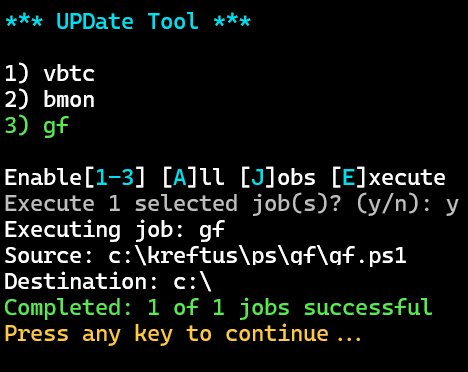 *** UPDate Tool ***
1) vbtc
2) bmon
3) gf
Enable[1-3] [A]ll [J]obs [E]xecute
Execute 1 selected job(s)? (y/n): y
Executing job: gf
Source: c:\kreftus\ps\gf\gf.ps1
Destination: c:\
Completed: 1 of 1 jobs successful
Press any key to continue...